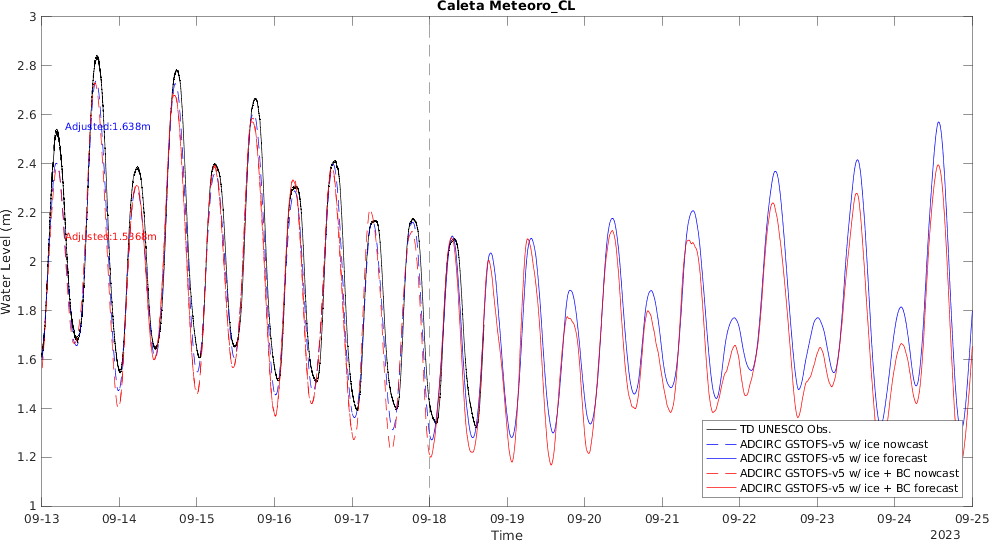 Caleta Meteoro_CL
3
2.8
2.6
2.4
2.2
2
1.8
1.6
1.4
1.2
1
Water Level (m)
Adjusted:1.638m
Adjusted:1.5368m
TD UNESCO Obs.
ADCIRC GSTOFS-v5 w/ ice nowcast
ADCIRC GSTOFS-v5 w/ ice forecast
ADCIRC GSTOFS-v5 w/ ice + BC nowcast
ADCIRC GSTOFS-v5 w/ ice + BC forecast
09-13 09-14 09-15 09-16 09-17 09-18 09-19 09-20 09-21 09-22 09-23 09-24 09-25
Time
2023